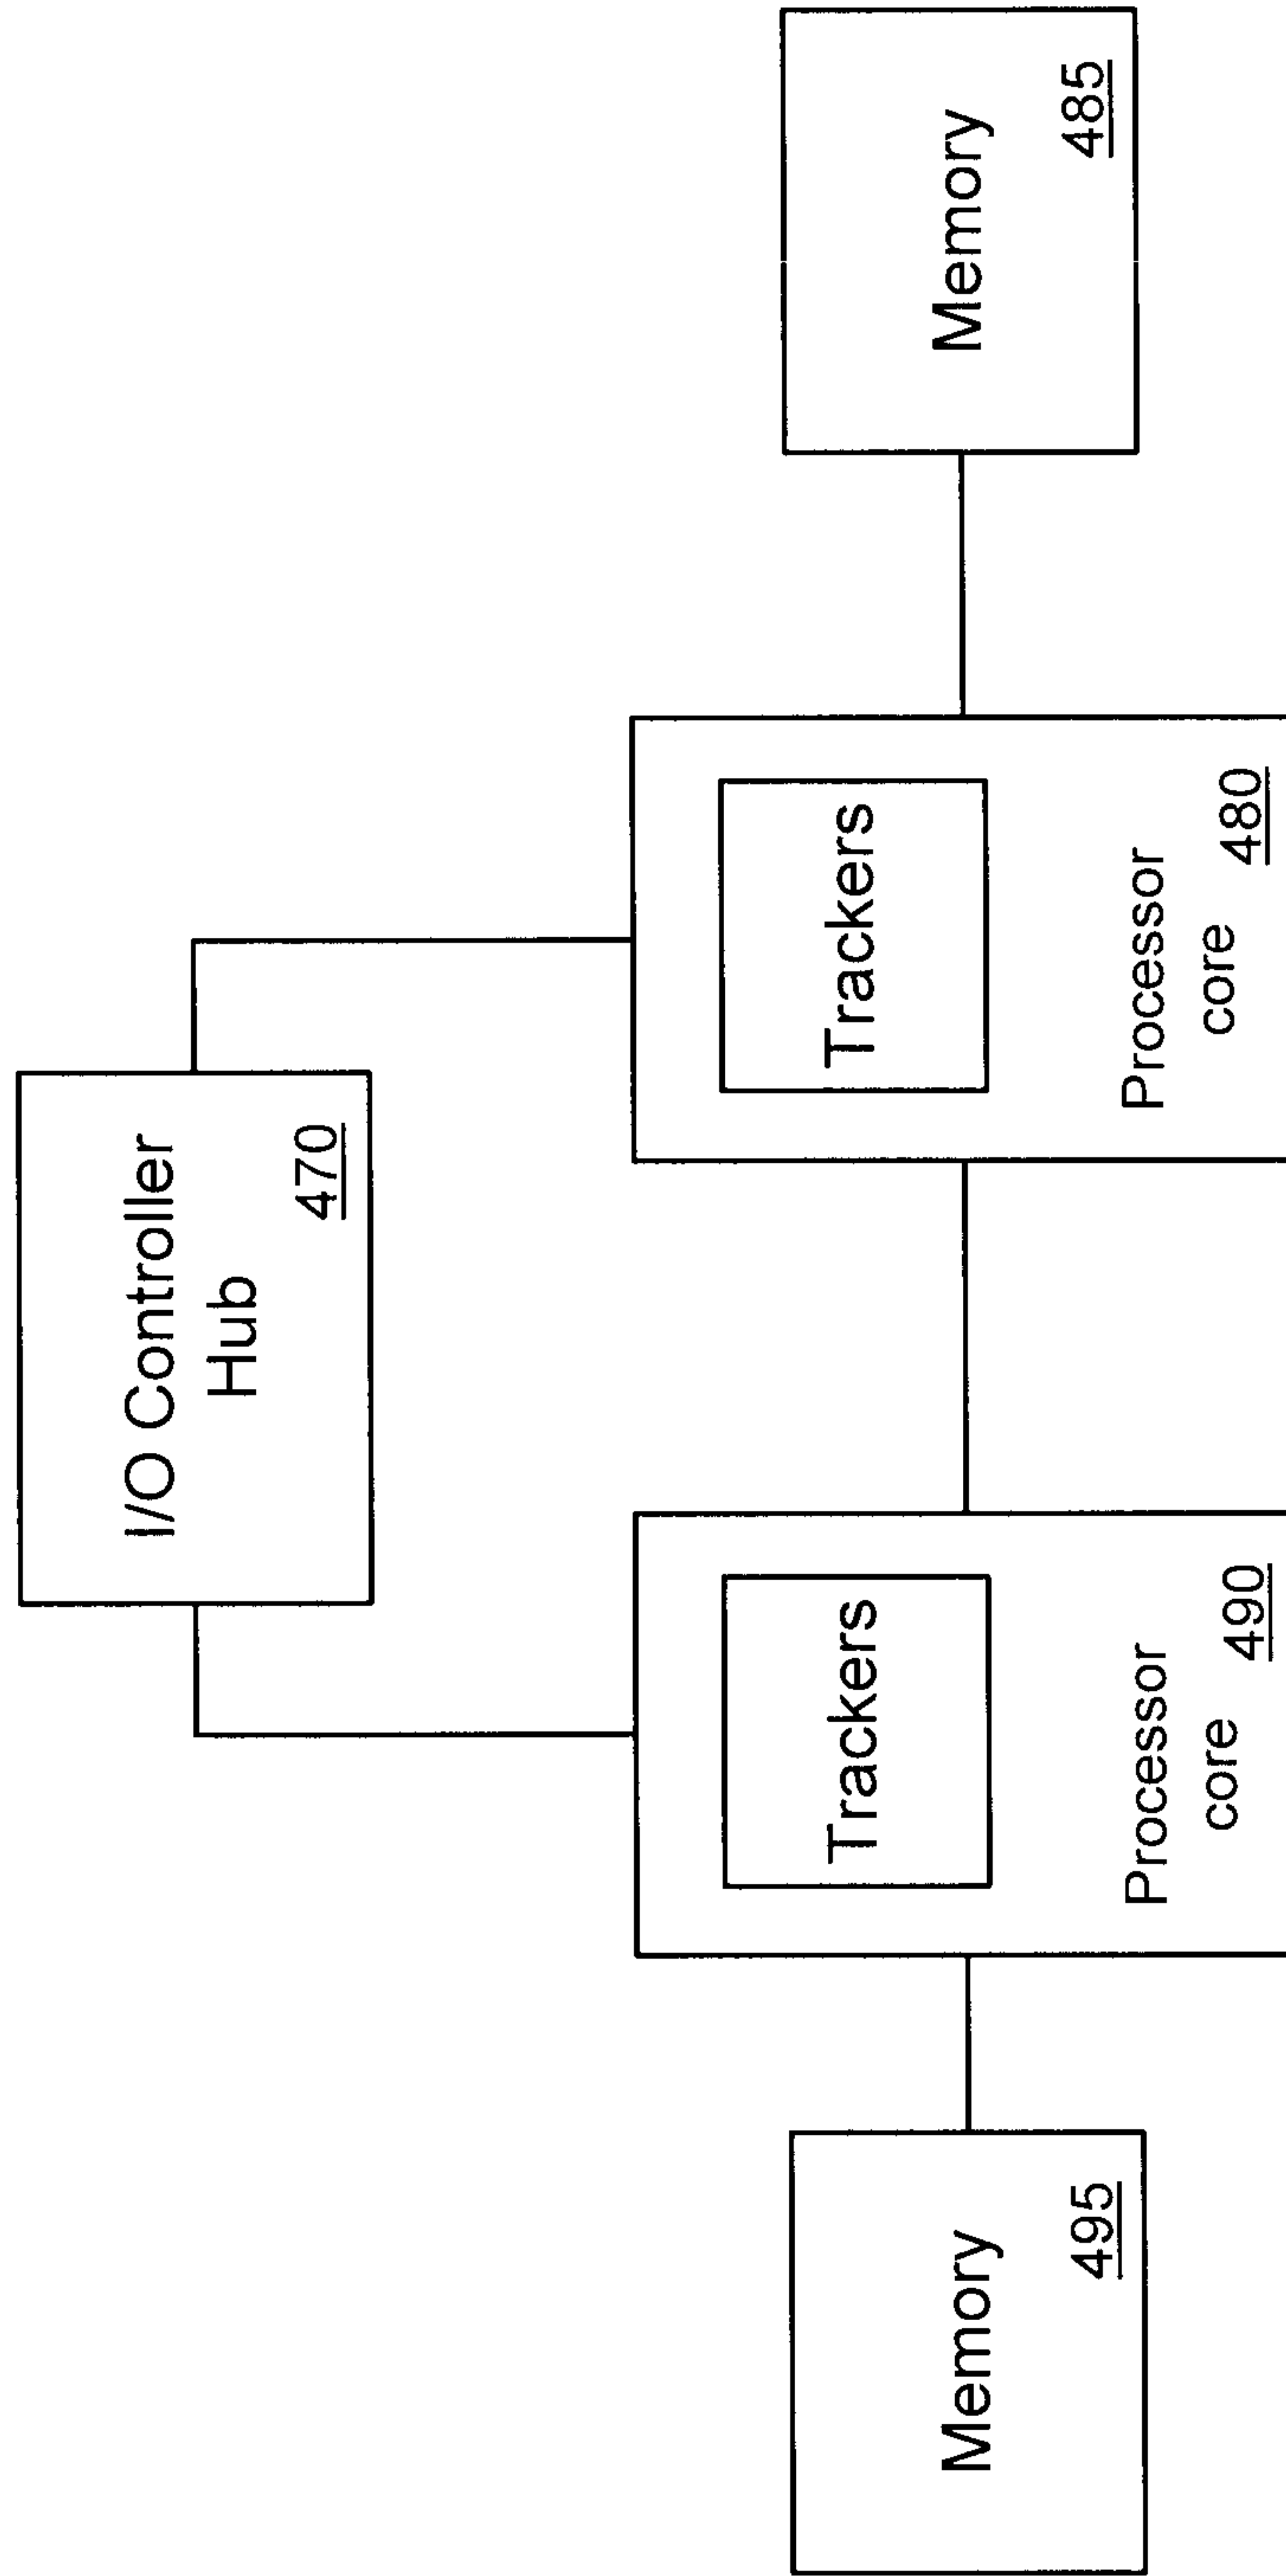 I/O Controller
Hub
470
Memory
495
Trackers
Processor
core
490
Trackers
Processor
core
480
Memory
485